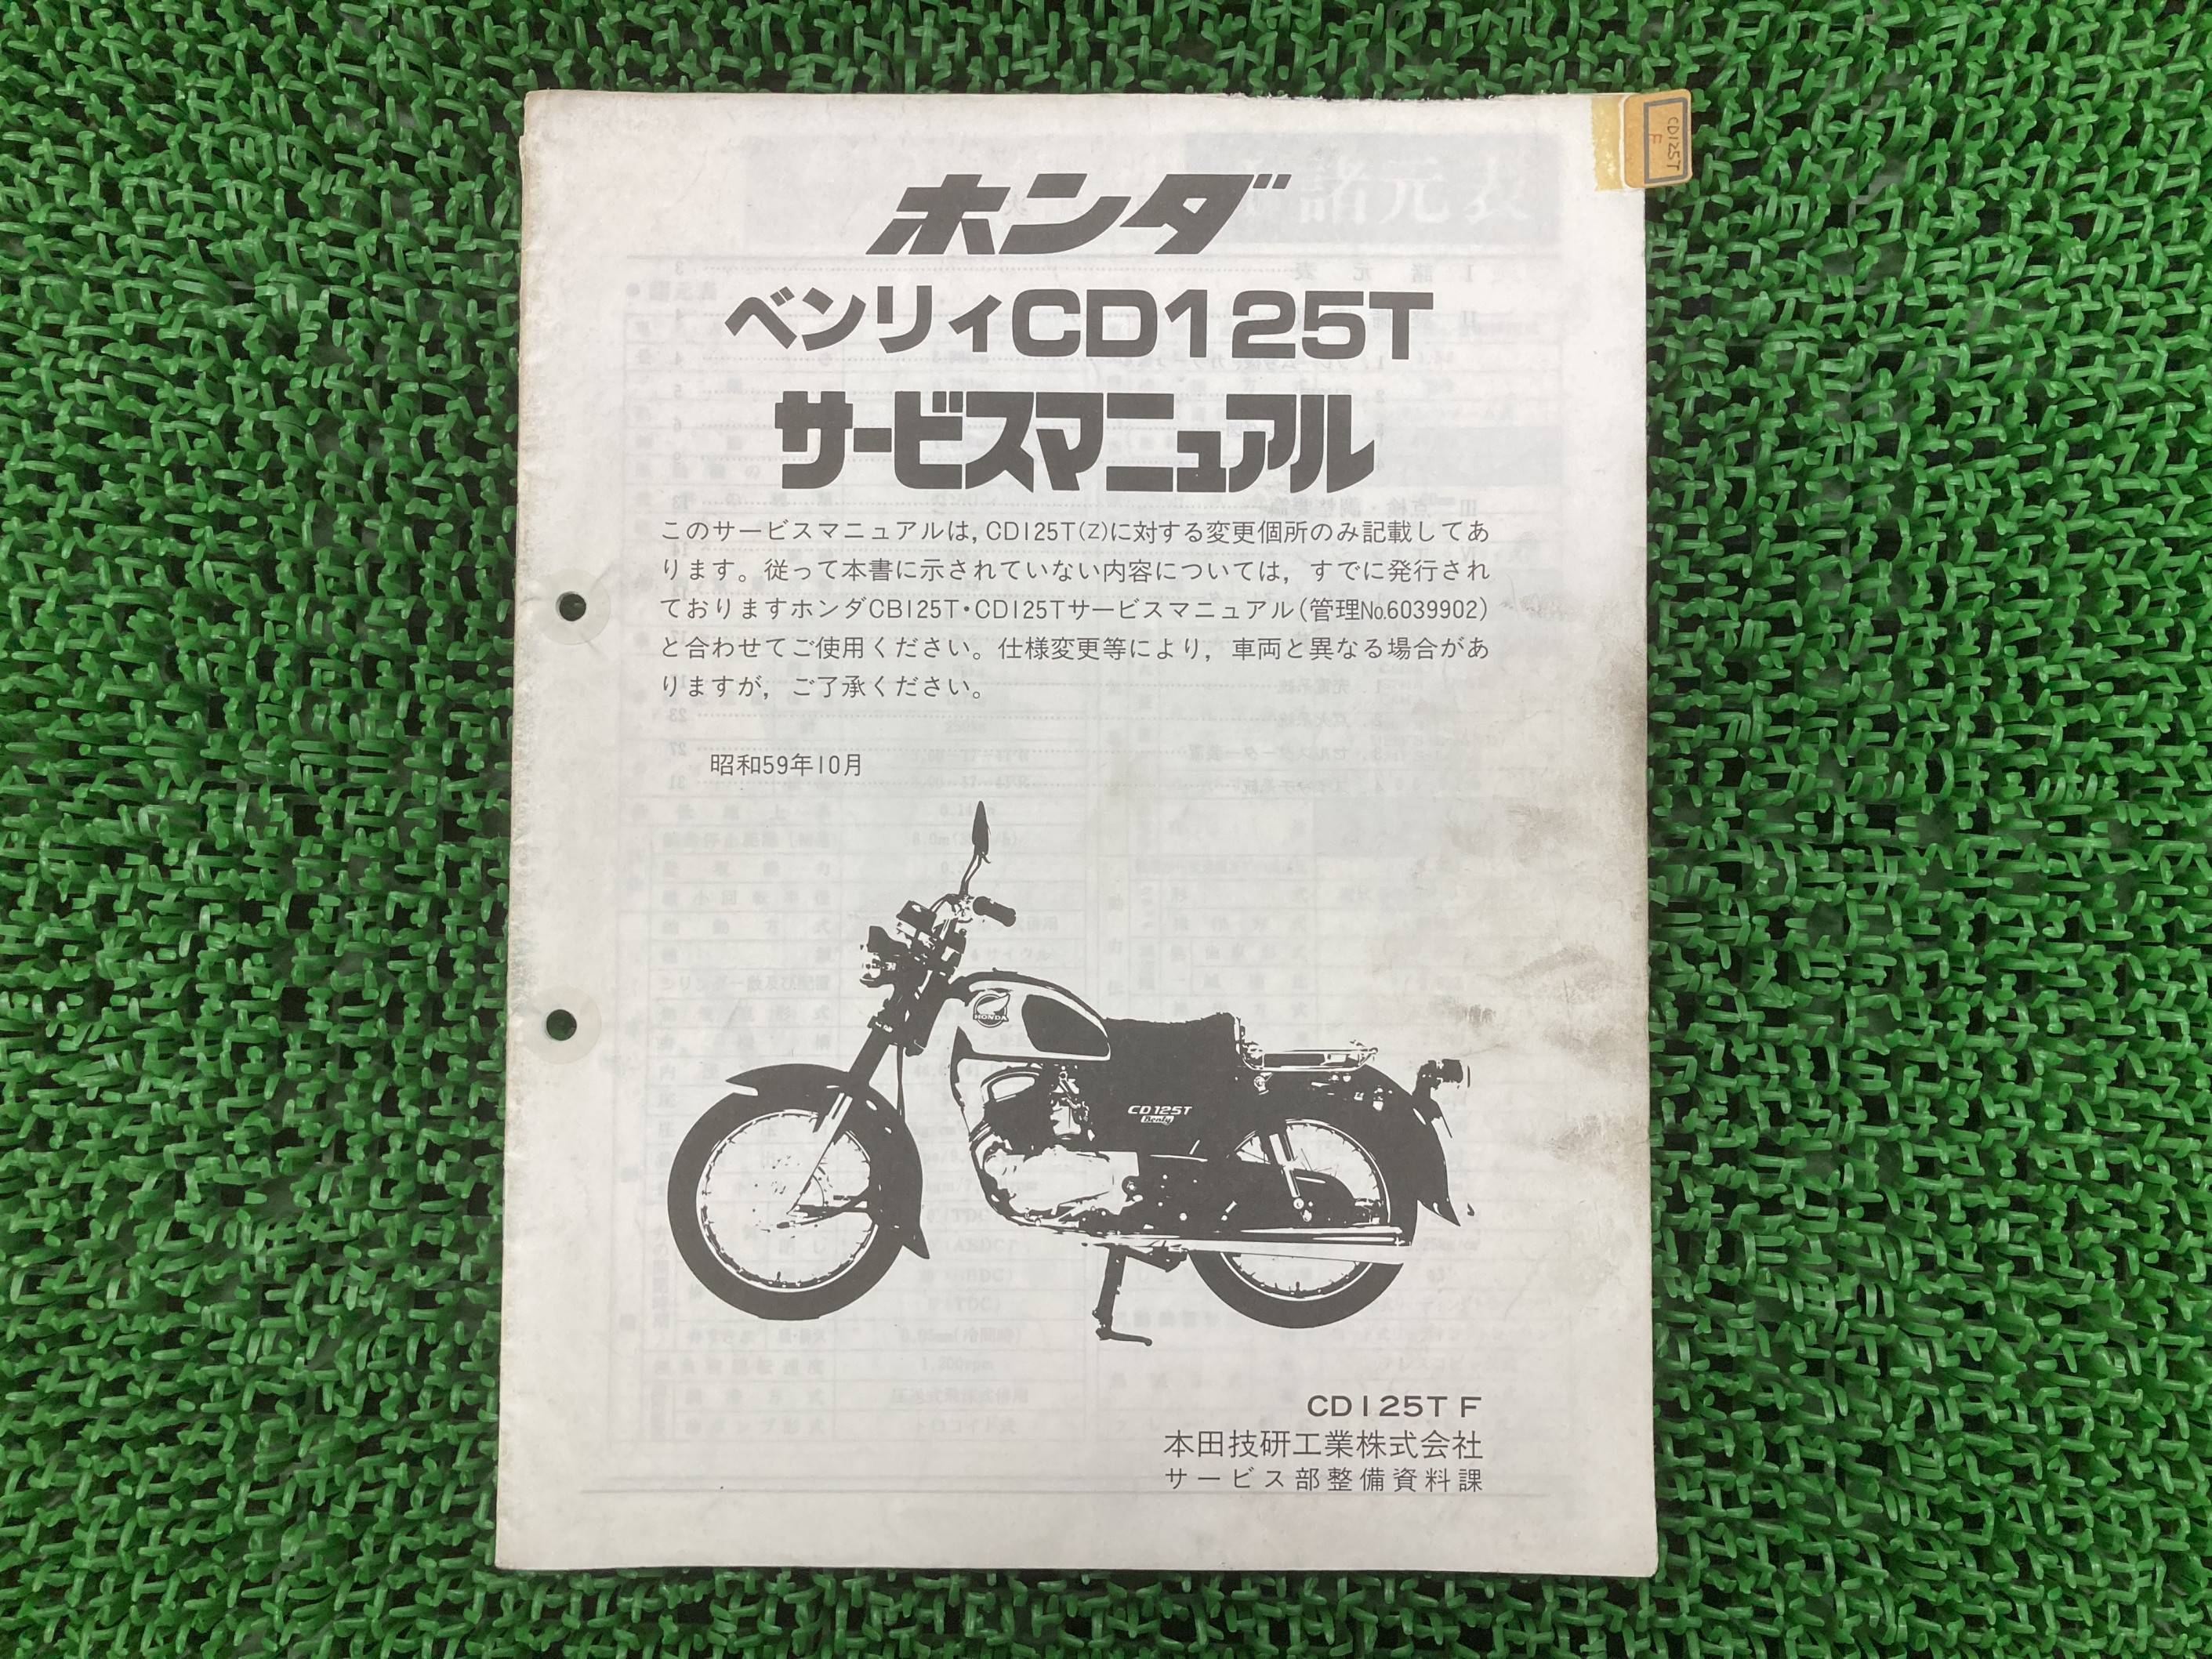 CD125T
F
ホンダ
ベンリィCD125T
サービスマニュアル
このサービスマニュアルは,CD125T(Z)に対する変更個所のみ記載してあ
ります。従って本書に示されていない内容については，すでに発行され
ておりますホンダCB125T・CD125Tサービスマニュアル(管理No.6039902)
と合わせてご使用ください。仕様変更等により，車両と異なる場合があ
りますが，ご了承ください。
昭和59年10月
HONDA
CD125T
Benly
CD125T F
本田技研工業株式会社
サービス部整備資料課